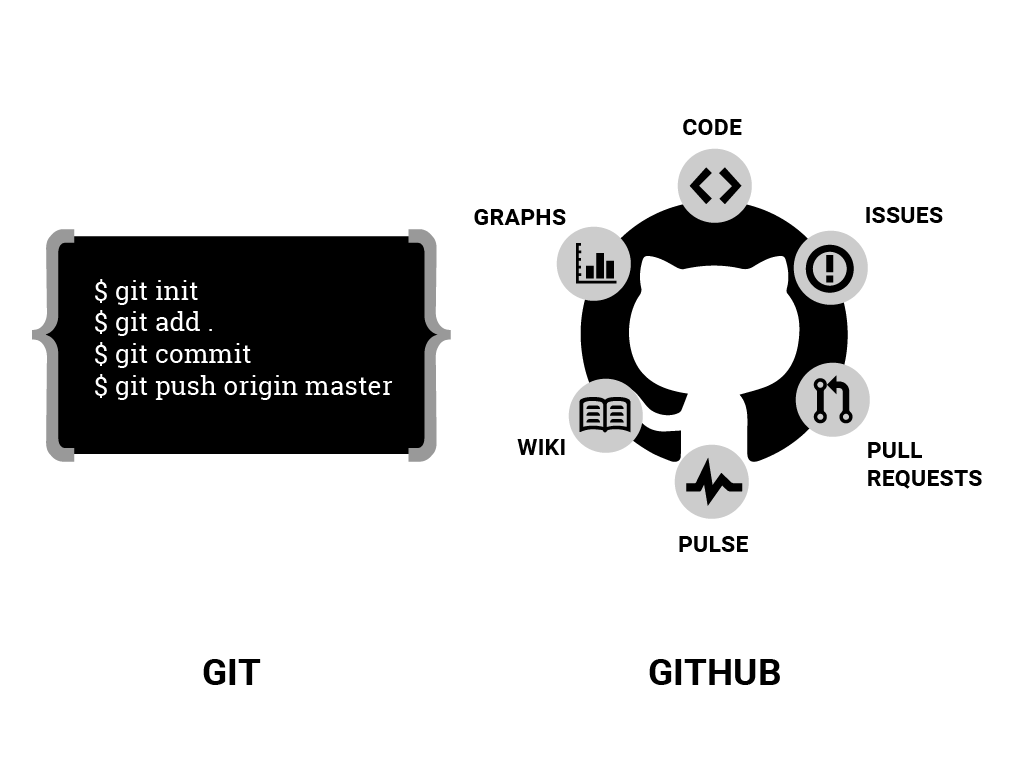 $ git init
$ git add .
$ git commit
$ git push origin master
GIT
CODE
GRAPHS
ISSUES
WIKI
PULL
REQUESTS
PULSE
GITHUB